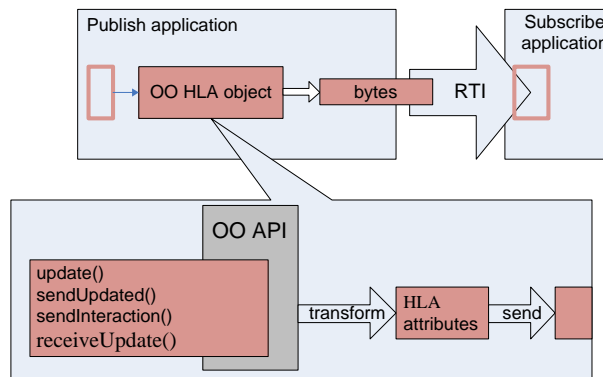 Publish application
Subscribe
application
OO HLA object
bytes
RTI
OO API
update()
sendUpdated()
sendInteraction()
receiveUpdate()
transform
HLA
attributes
send